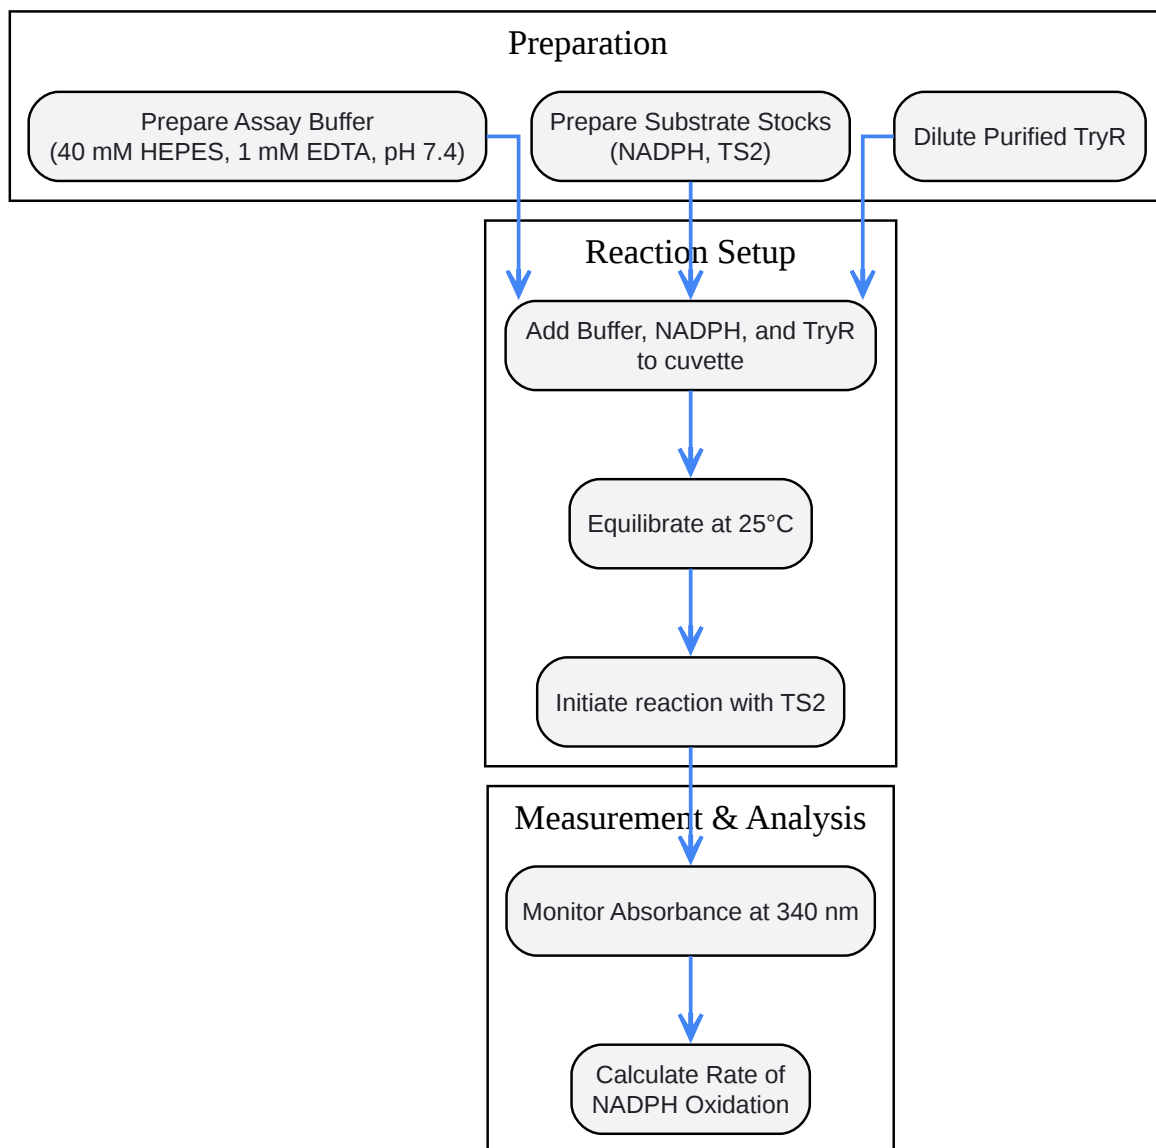 Preparation
Prepare Assay Buffer
(40 mM HEPES, 1 mM EDTA, pH 7.4)
Prepare Substrate Stocks
(NADPH, TS2)
Dilute Purified TryR
Reaction Setup
Add Buffer, NADPH, and TryR
to cuvette
Equilibrate at 25°C
Initiate reaction with TS2
Measurement & Analysis
Monitor Absorbance at 340 nm
Calculate Rate of
NADPH Oxidation